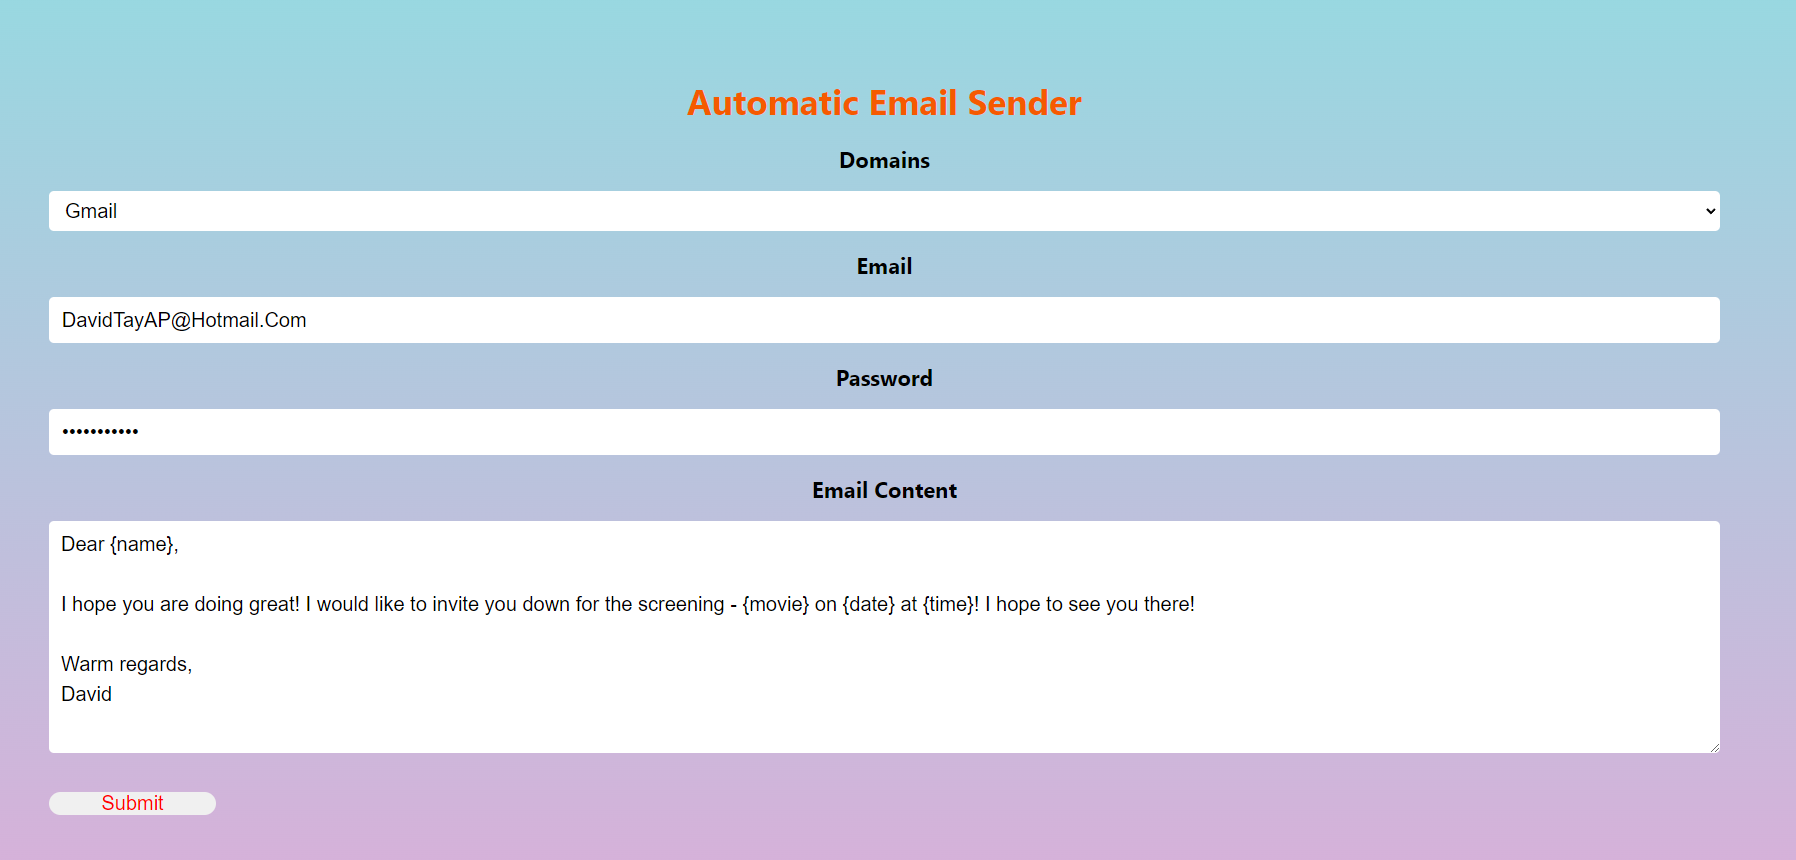 Automatic Email Sender
Domains
Gmail
Email
DavidTayAP@Hotmail.Com
Password
•••••••••••
Email Content
Dear {name},
I hope you are doing great! I would like to invite you down for the screening - {movie} on {date} at {time}! I hope to see you there!
Warm regards,
David
Submit